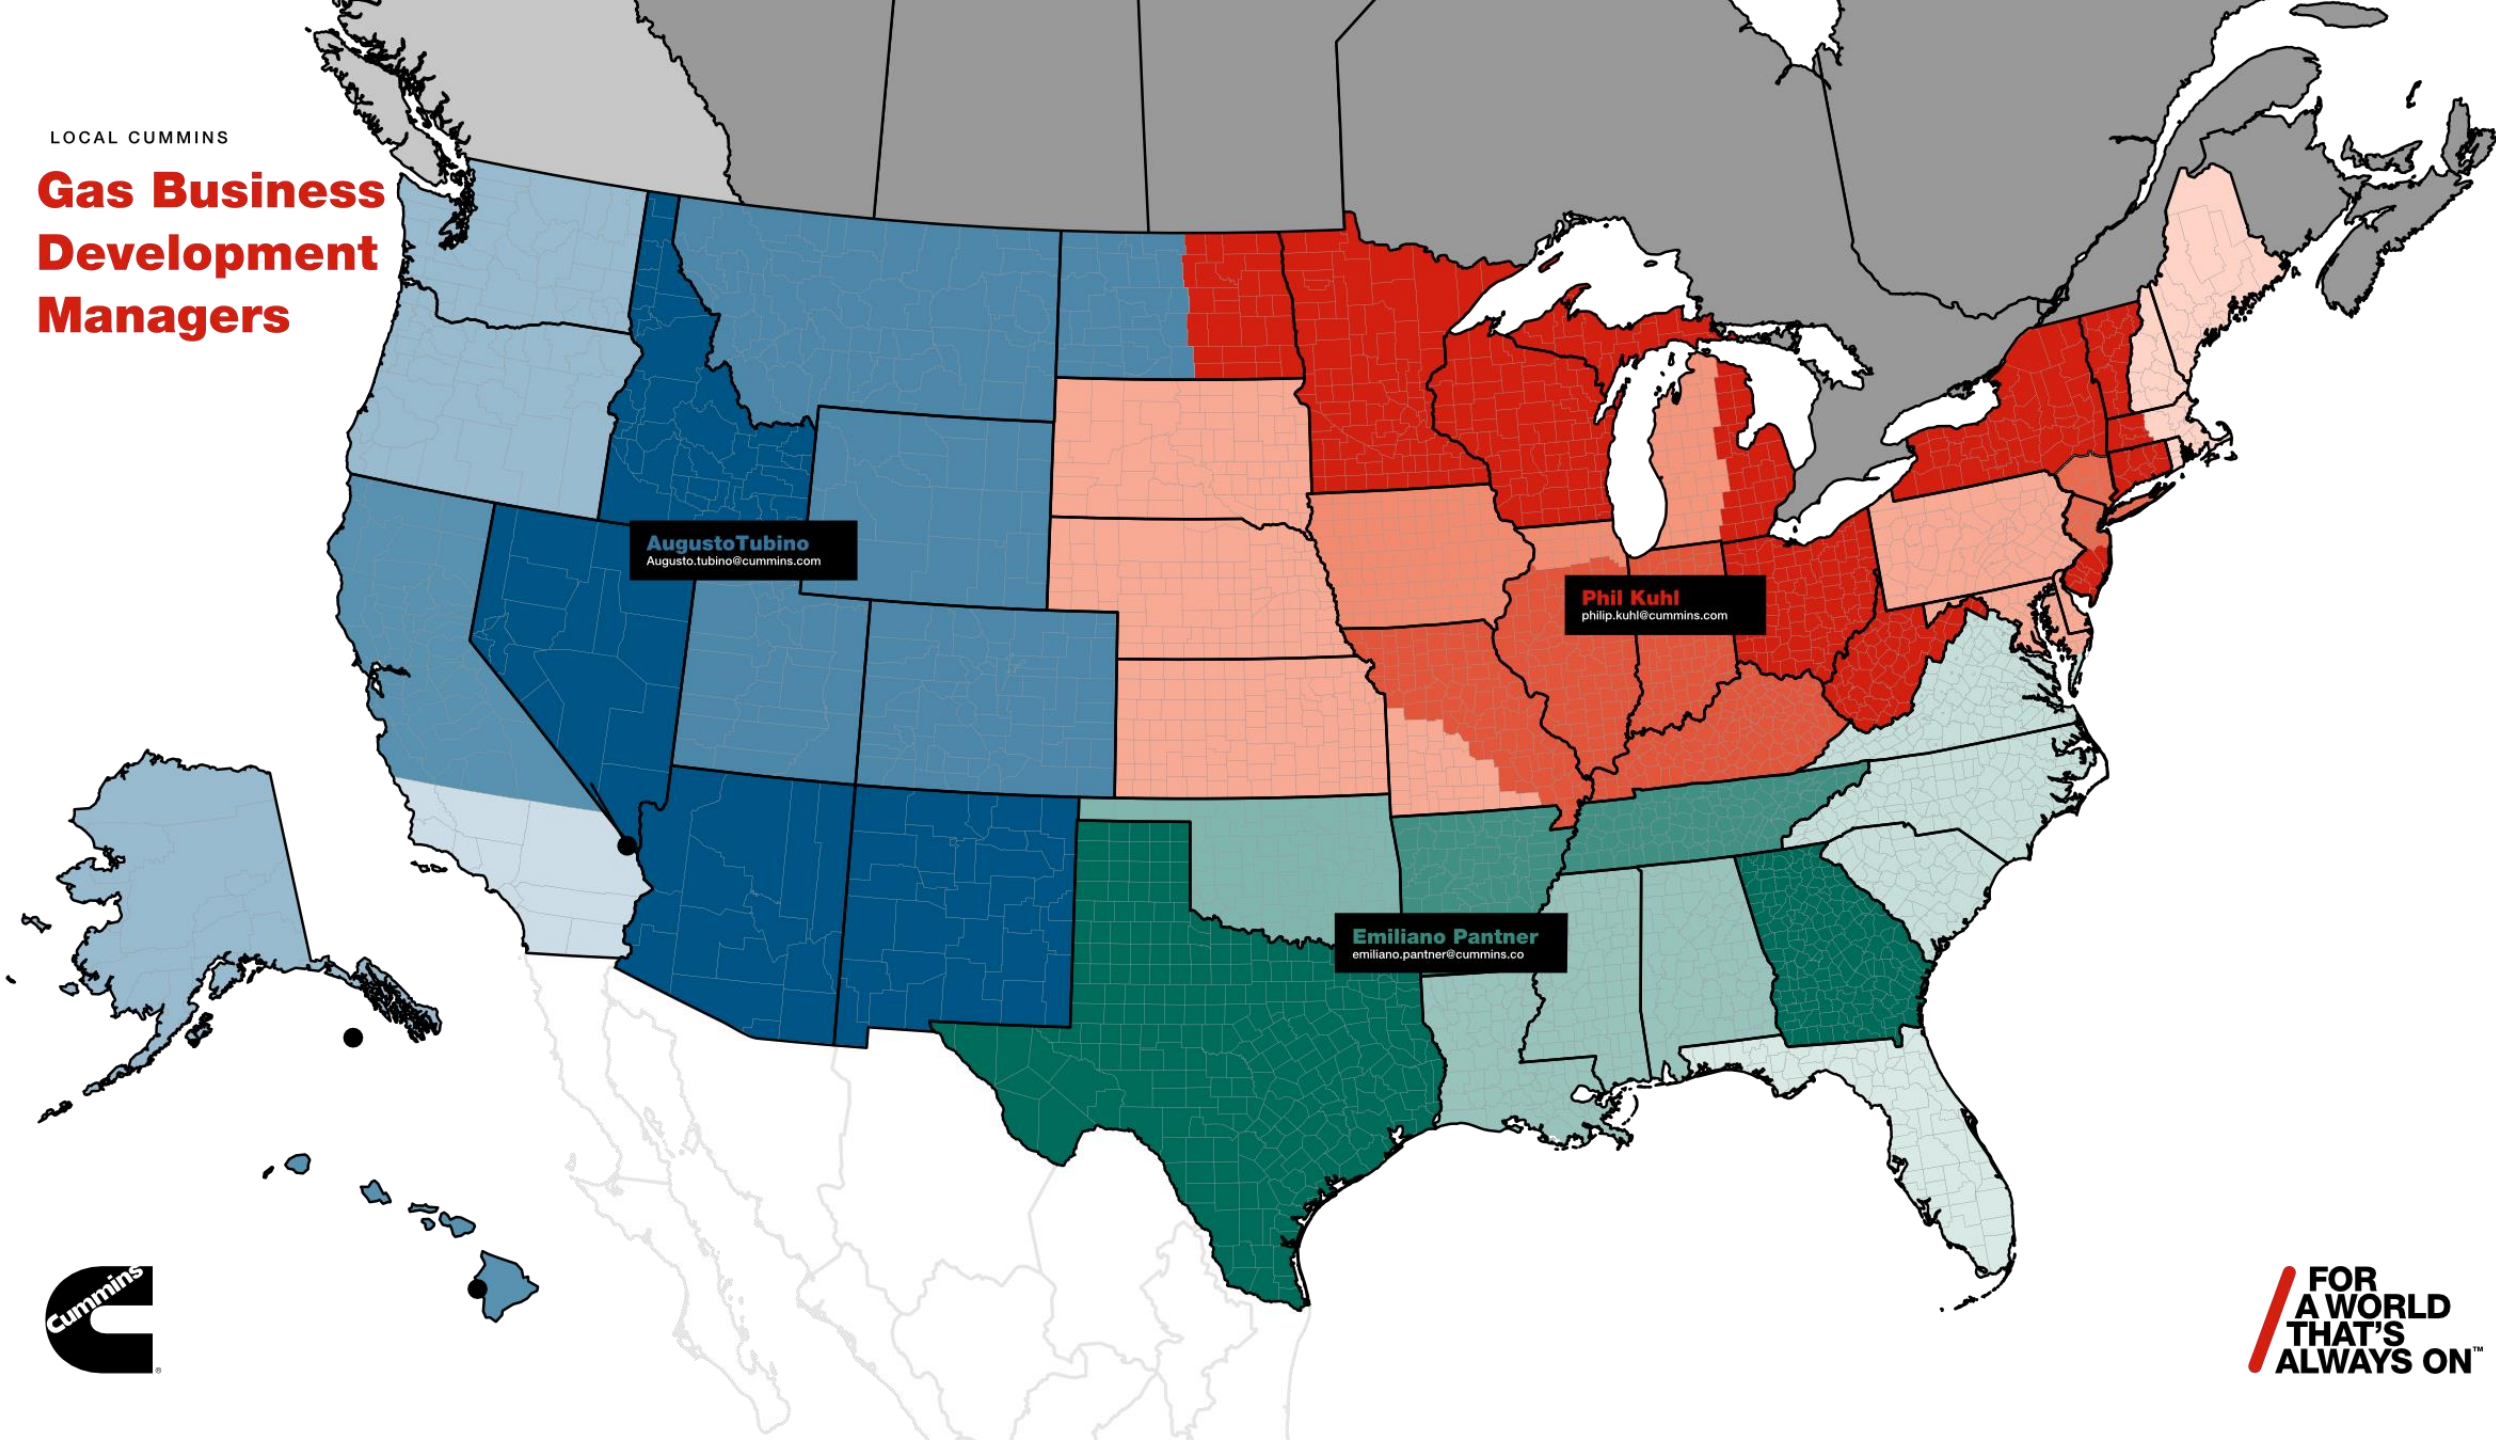 LOCAL CUMMINS
Gas Business
Development
Managers
AugustoTubino
Augusto.tubino@cummins.com
Phil Kuhl
philip.kuhl@cummins.com
Emiliano Pantner
emiliano.pantner@cummins.co
Cummins
®
FOR
A WORLD
THAT'S
ALWAYS ON™